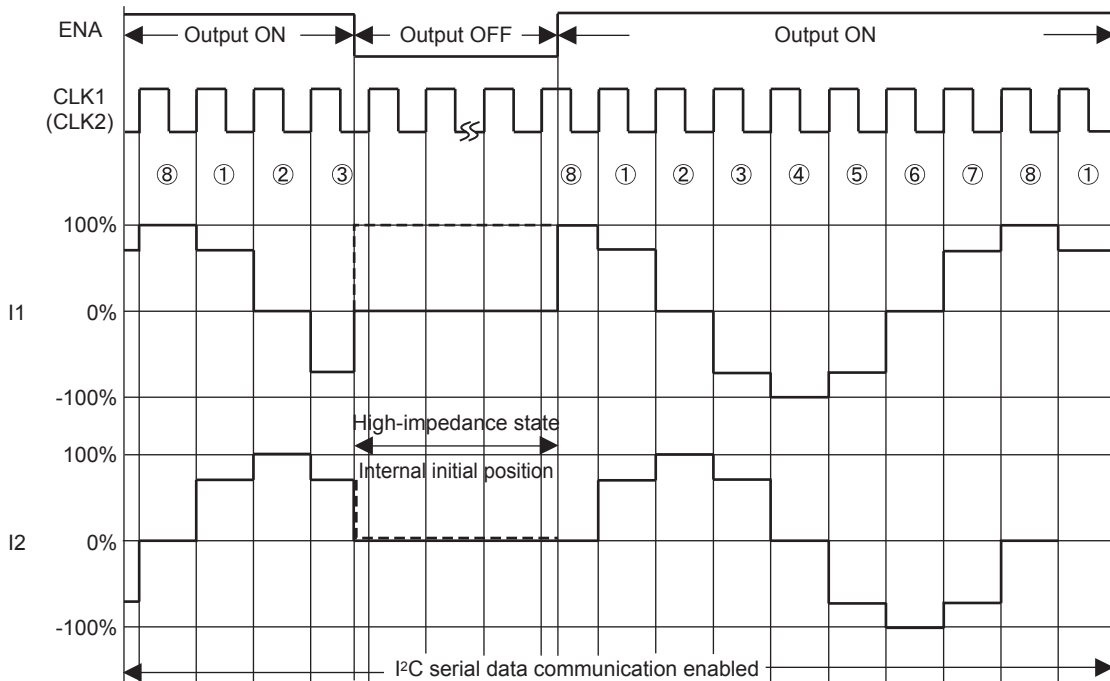 ENA
Output ON
Output OFF
Output ON
CLK1
(CLK2)
⑧ ① ② ③ ⑧ ① ② ③ ④ ⑤ ⑥ ⑦ ⑧ ①
100%
I1
0%
-100%
High-impedance state
100%
Internal initial position
I2
0%
-100%
I²C serial data communication enabled